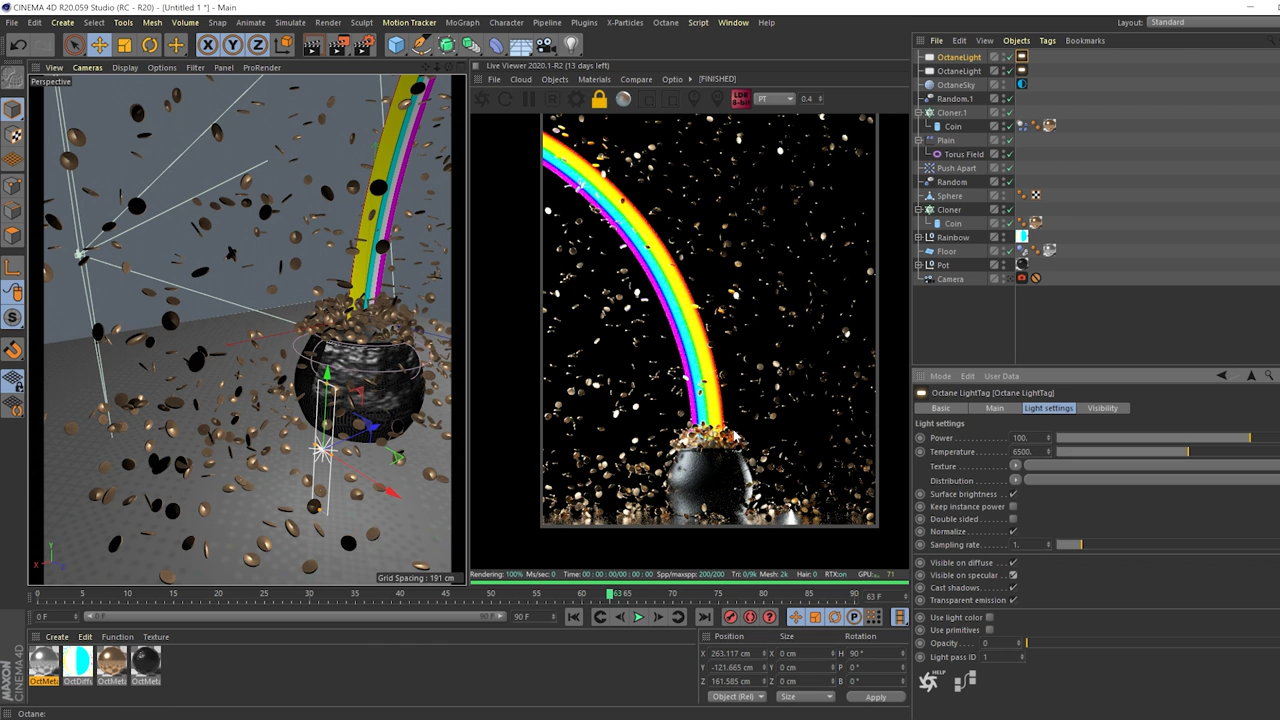 CINEMA 4D R20.059 Studio (RC - R20) - [Untitled 1 *] - Main
File Edit Create Select Tools Mesh Volume Snap Animate Simulate Render Sculpt Motion Tracker MoGraph Character Pipeline Plugins X-Particles Octane Script Window Help
Layout: Standard
X Y Z
View Cameras Display Options Filter Panel ProRender
Perspective
Grid Spacing : 191 cm
Live Viewer 2020.1-R2 (13 days left)
File Cloud Objects Materials Compare Optio [FINISHED]
R LDR 8-bit PT 0.4
Rendering: 100% Ms/sec: 0 Time: 00 : 00 : 00/00 : 00 : 00 Spp/maxspp: 200/200 Tri: 0/9k Mesh: 2k Hair: 0 RTX:on GPU: 71
File Edit View Objects Tags Bookmarks
OctaneLight
OctaneLight
OctaneSky
Random.1
Cloner.1
Coin
Plain
Torus Field
Push Apart
Random
Sphere
Cloner
Coin
Rainbow
Floor
Pot
Camera
Mode Edit User Data
Octane LightTag [Octane LightTag]
Basic Main Light settings Visibility
Light settings
Power 100.
Temperature 6500.
Texture
Distribution
Surface brightness
Keep instance power
Double sided
Normalize
Sampling rate. 1.
Visible on diffuse
Visible on specular
Cast shadows
Transparent emission
Use light color
Use primitives
Opacity 0
Light pass ID 1
HELP
0 5 10 15 20 25 30 35 40 45 50 55 60 63 65 70 75 80 85 90 63 F
0 F 0 F 90 F 90 F
Create Edit Function Texture
OctMeta OctDiffu OctMeta OctMeta
Position Size Rotation
X 263.117 cm X 0 cm H 90 °
Y -121.665 cm Y 0 cm P 0 °
Z 161.585 cm Z 0 cm B 0 °
Object (Rel) Size Apply
MAXON CINEMA 4D
Octane: